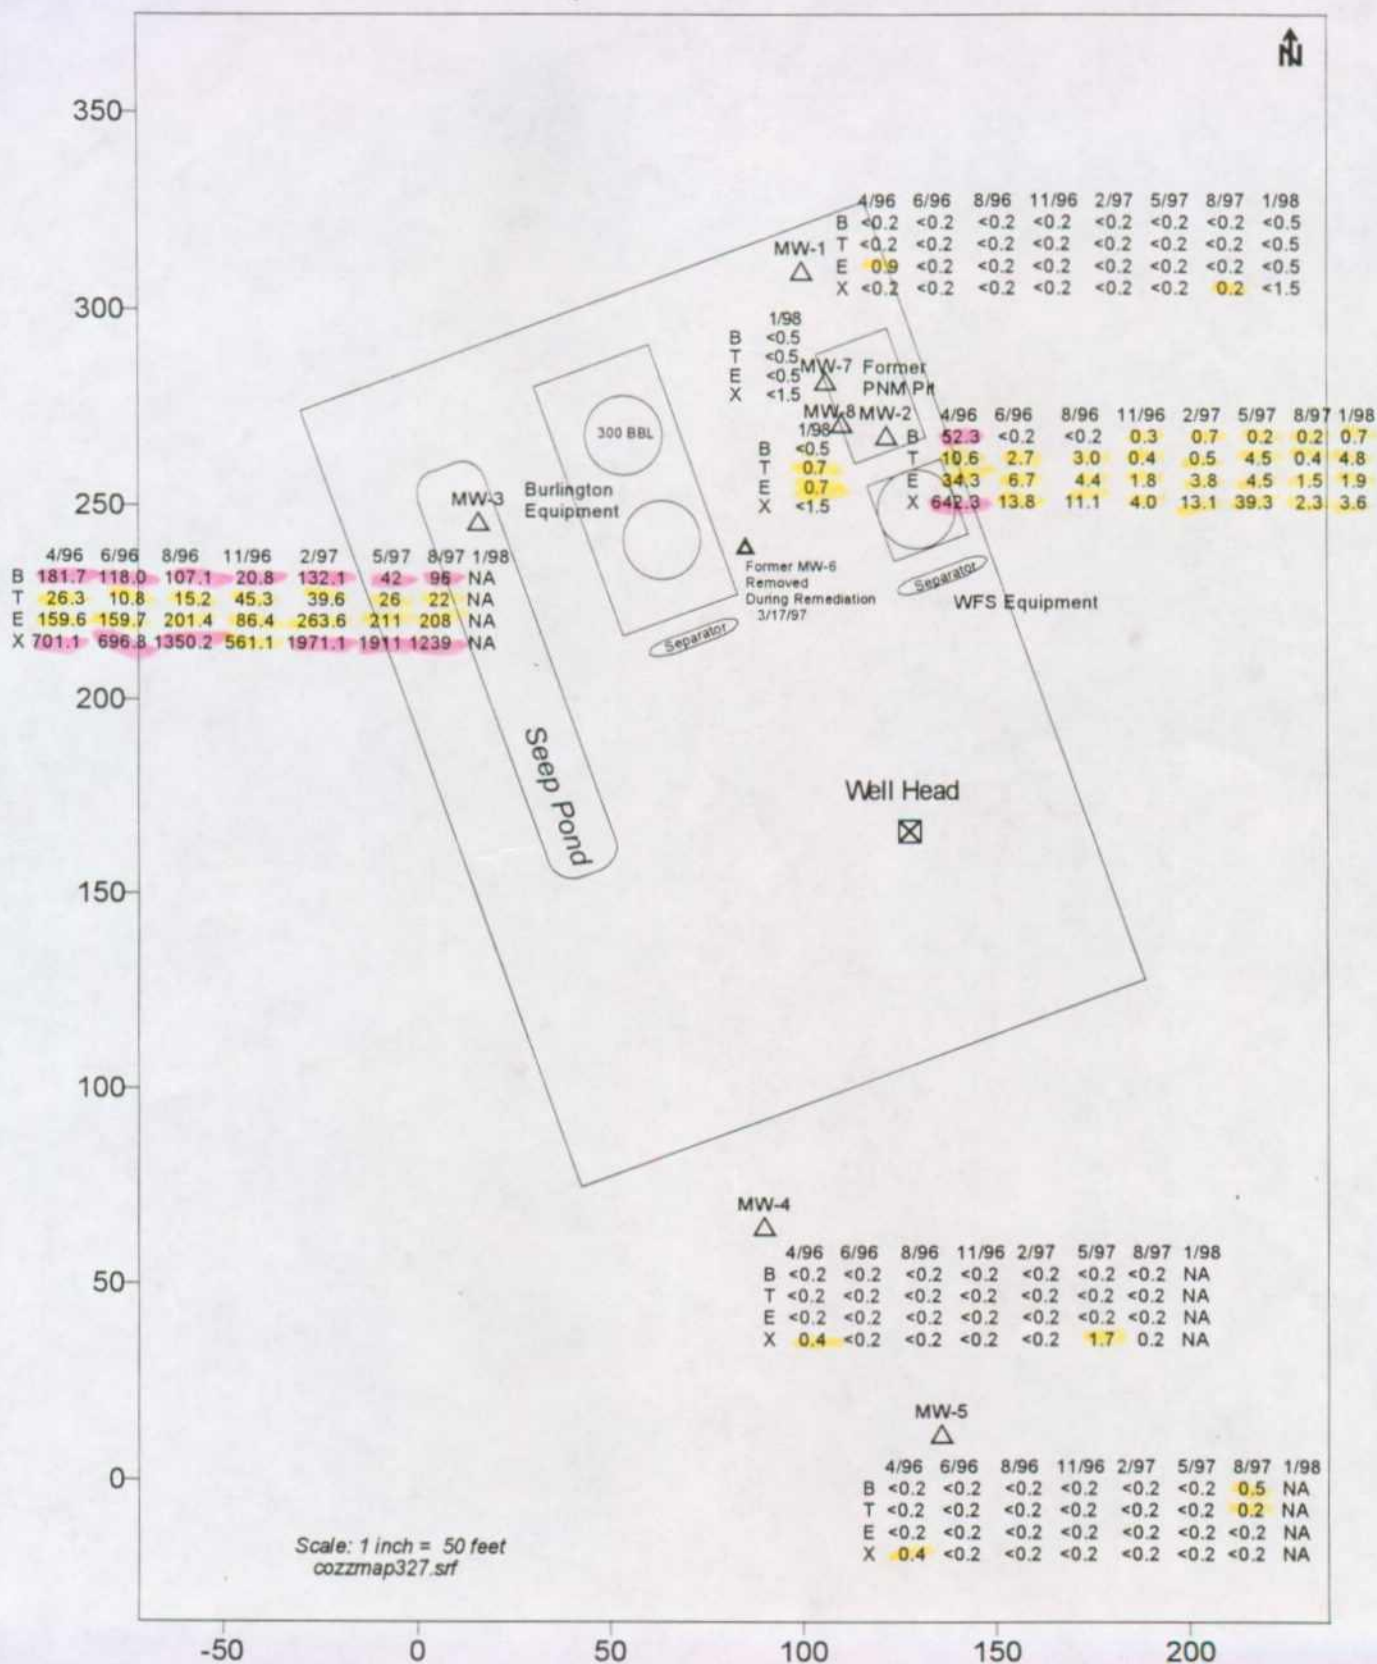 N
350
300
250
200
150
100
50
0
-50 0 50 100 150 200
4/96 6/96 8/96 11/96 2/97 5/97 8/97 1/98
B <0.2 <0.2 <0.2 <0.2 <0.2 <0.2 <0.2 <0.5
MW-1 T <0.2 <0.2 <0.2 <0.2 <0.2 <0.2 <0.2 <0.5
E 0.9 <0.2 <0.2 <0.2 <0.2 <0.2 <0.2 <0.5
X <0.2 <0.2 <0.2 <0.2 <0.2 <0.2 0.2 <1.5
1/98
B <0.5
T <0.5
E <0.5
X <1.5
MW-7 Former
PNM Pit
MW-8 MW-2
1/98
B <0.5
T 0.7
E 0.7
X <1.5
4/96 6/96 8/96 11/96 2/97 5/97 8/97 1/98
B 52.3 <0.2 <0.2 0.3 0.7 0.2 0.2 0.7
T 10.6 2.7 3.0 0.4 0.5 4.5 0.4 4.8
E 34.3 6.7 4.4 1.8 3.8 4.5 1.5 1.9
X 642.3 13.8 11.1 4.0 13.1 39.3 2.3 3.6
300 BBL
MW-3
Burlington
Equipment
4/96 6/96 8/96 11/96 2/97 5/97 8/97 1/98
B 181.7 118.0 107.1 20.8 132.1 42 96 NA
T 26.3 10.8 15.2 45.3 39.6 26 22 NA
E 159.6 159.7 201.4 86.4 263.6 211 208 NA
X 701.1 696.8 1350.2 561.1 1971.1 1911 1239 NA
Former MW-6
Removed
During Remediation
3/17/97
Separator
WFS Equipment
Separator
Seep Pond
Well Head
MW-4
4/96 6/96 8/96 11/96 2/97 5/97 8/97 1/98
B <0.2 <0.2 <0.2 <0.2 <0.2 <0.2 <0.2 NA
T <0.2 <0.2 <0.2 <0.2 <0.2 <0.2 <0.2 NA
E <0.2 <0.2 <0.2 <0.2 <0.2 <0.2 <0.2 NA
X 0.4 <0.2 <0.2 <0.2 <0.2 1.7 0.2 NA
MW-5
4/96 6/96 8/96 11/96 2/97 5/97 8/97 1/98
B <0.2 <0.2 <0.2 <0.2 <0.2 <0.2 0.5 NA
T <0.2 <0.2 <0.2 <0.2 <0.2 <0.2 0.2 NA
E <0.2 <0.2 <0.2 <0.2 <0.2 <0.2 <0.2 NA
X 0.4 <0.2 <0.2 <0.2 <0.2 <0.2 <0.2 NA
Scale: 1 inch = 50 feet
cozzmap327.srf